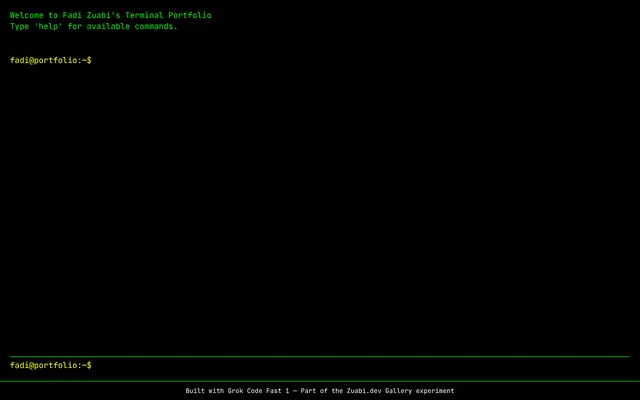 Welcome to Fadi Zuabi's Terminal Portfolio
Type 'help' for available commands.
fadi@portfolio:~$
fadi@portfolio:~$
Built with Grok Code Fast 1 — Part of the Zuabi.dev Gallery experiment